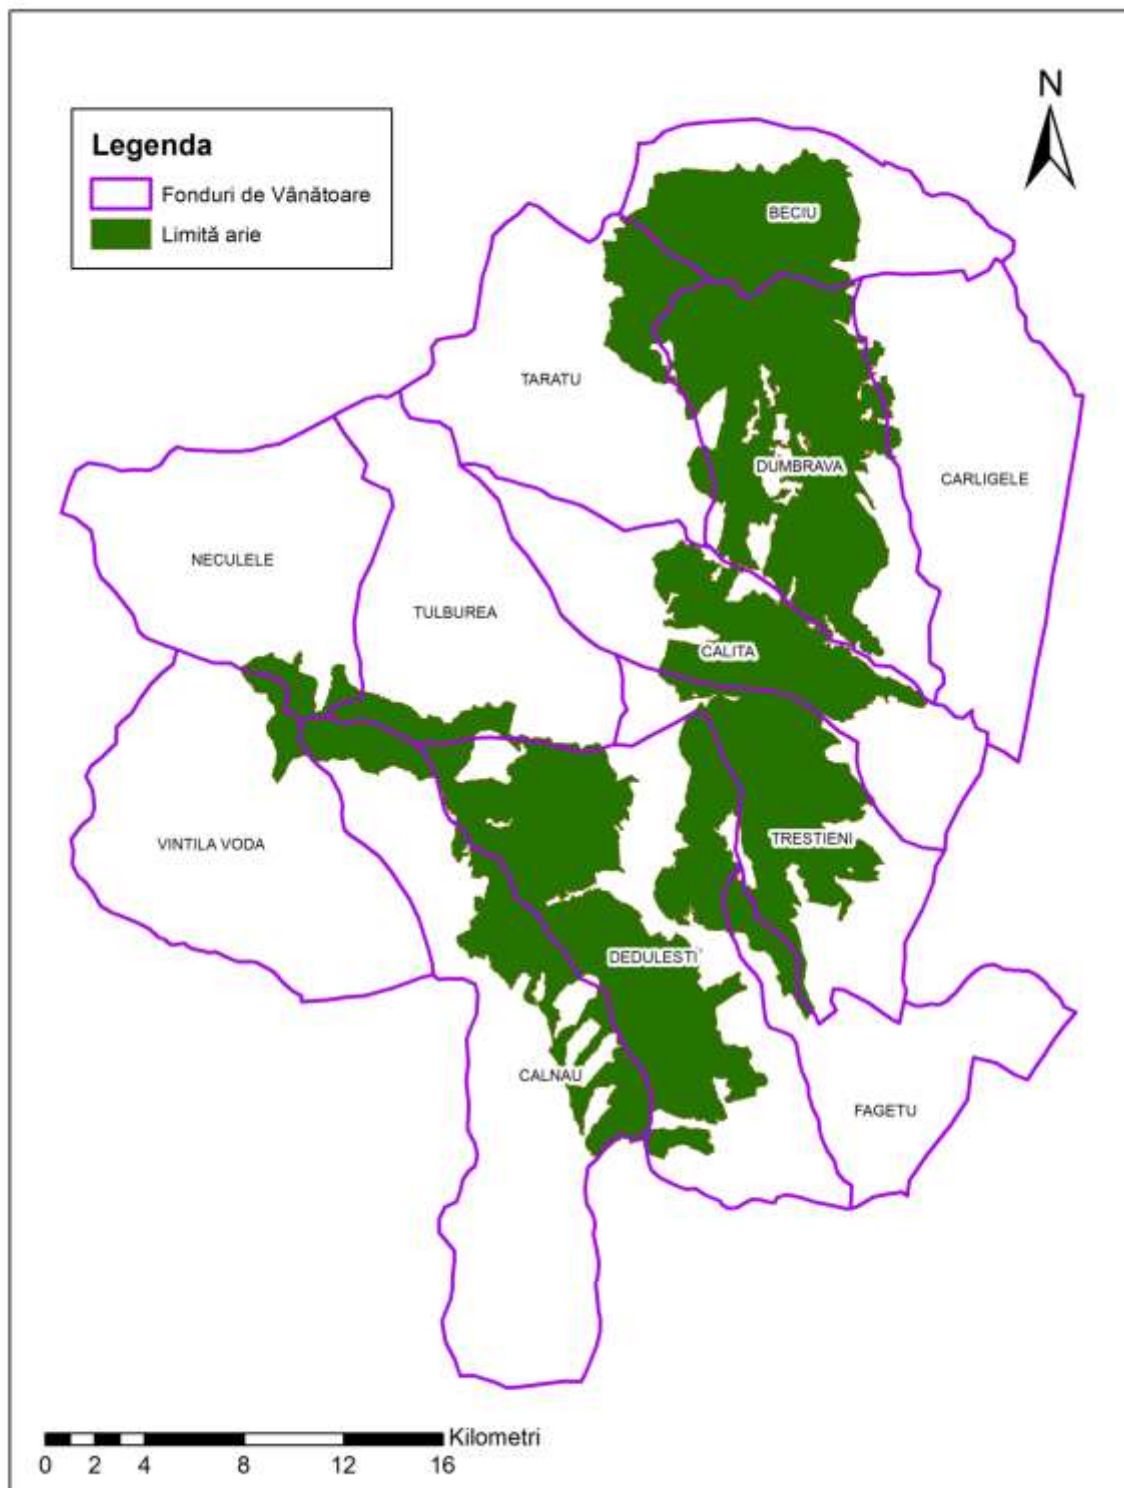 N
Legenda
Fonduri de Vânătoare
Limită arie
BECIU
TARATU
DUMBRAVA
CARLIGELE
NECULELE
TULBUREA
CALITA
VINTILA VODA
TRESTIENI
DEDULESTI
CALNAU
FAGETU
Kilometri
0 2 4 8 12 16